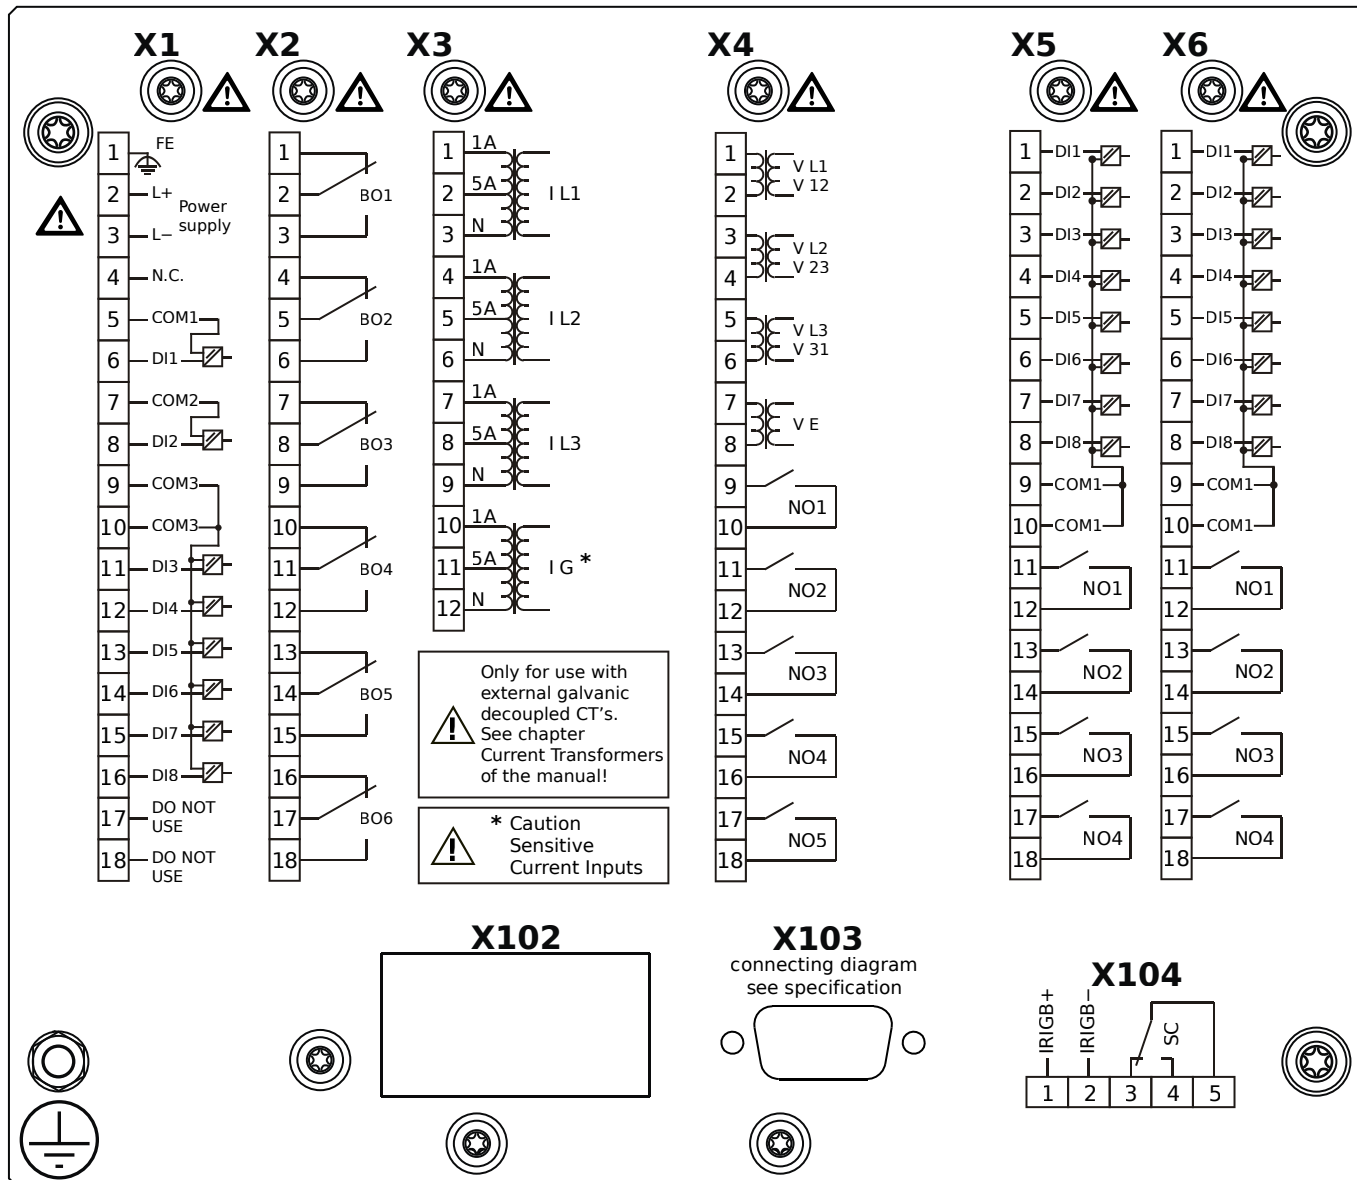 X1
X2
X3
X4
X5
X6
1 FE
2 L+
3 L−
Power
supply
4 N.C.
5 COM1
6 DI1
7 COM2
8 DI2
9 COM3
10 COM3
11 DI3
12 DI4
13 DI5
14 DI6
15 DI7
16 DI8
17 DO NOT
USE
18 DO NOT
USE
1
2 BO1
3
4
5 BO2
6
7
8 BO3
9
10
11 BO4
12
13
14 BO5
15
16
17 BO6
18
1 1A
2 5A I L1
3 N
4 1A
5 5A I L2
6 N
7 1A
8 5A I L3
9 N
10 1A
11 5A I G *
12 N
Only for use with
external galvanic
decoupled CT's.
See chapter
Current Transformers
of the manual!
* Caution
Sensitive
Current Inputs
1 V L1
2 V 12
3 V L2
4 V 23
5 V L3
6 V 31
7
V E
8
9
NO1
10
11
NO2
12
13
NO3
14
15
NO4
16
17
NO5
18
1 DI1
2 DI2
3 DI3
4 DI4
5 DI5
6 DI6
7 DI7
8 DI8
9 COM1
10 COM1
11
NO1
12
13
NO2
14
15
NO3
16
17
NO4
18
1 DI1
2 DI2
3 DI3
4 DI4
5 DI5
6 DI6
7 DI7
8 DI8
9 COM1
10 COM1
11
NO1
12
13
NO2
14
15
NO3
16
17
NO4
18
X102
X103
connecting diagram
see specification
X104
IRIGB+
IRIGB−
SC
1 2 3 4 5